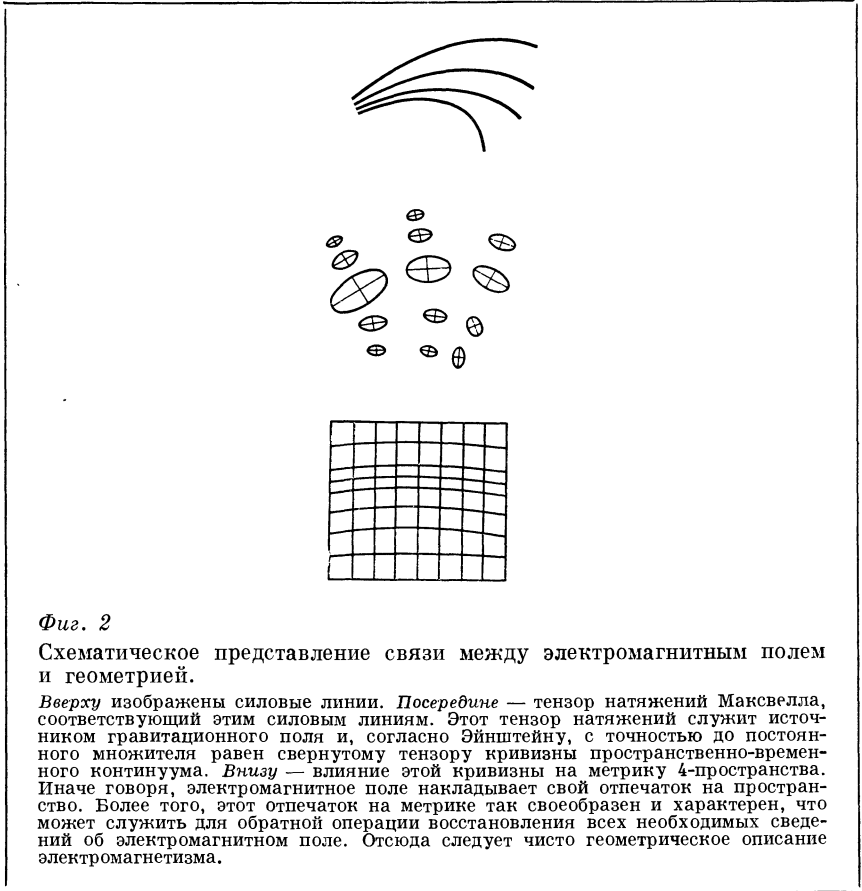 Фиг. 2
Схематическое представление связи между электромагнитным полем
и геометрией.
Вверху изображены силовые линии. Посередине — тензор натяжений Максвелла,
соответствующий этим силовым линиям. Этот тензор натяжений служит источ-
ником гравитационного поля и, согласно Эйнштейну, с точностью до постоян-
ного множителя равен свернутому тензору кривизны пространственно-времен-
ного континуума. Внизу — влияние этой кривизны на метрику 4-пространства.
Иначе говоря, электромагнитное поле накладывает свой отпечаток на простран-
ство. Более того, этот отпечаток на метрике так своеобразен и характерен, что
может служить для обратной операции восстановления всех необходимых сведе-
ний об электромагнитном поле. Отсюда следует чисто геометрическое описание
электромагнетизма.